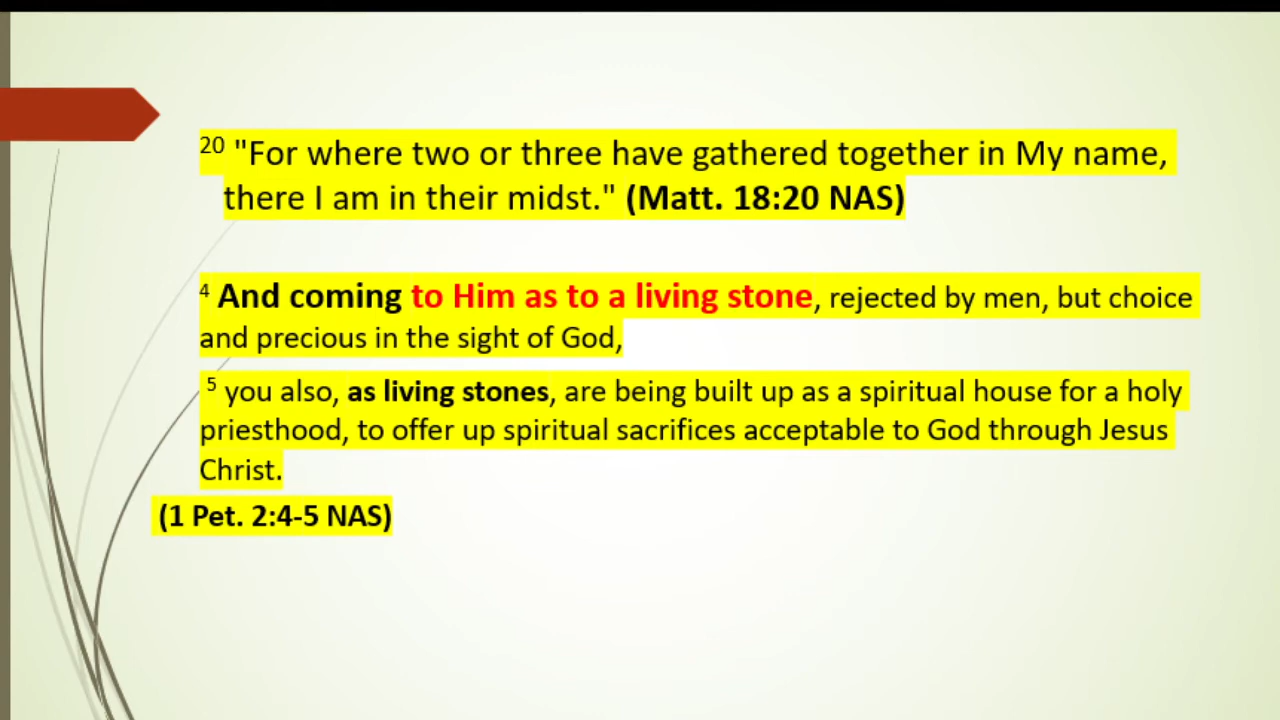 20 "For where two or three have gathered together in My name,
there I am in their midst." (Matt. 18:20 NAS)
4 And coming to Him as to a living stone, rejected by men, but choice
and precious in the sight of God,
5 you also, as living stones, are being built up as a spiritual house for a holy
priesthood, to offer up spiritual sacrifices acceptable to God through Jesus
Christ.
(1 Pet. 2:4-5 NAS)